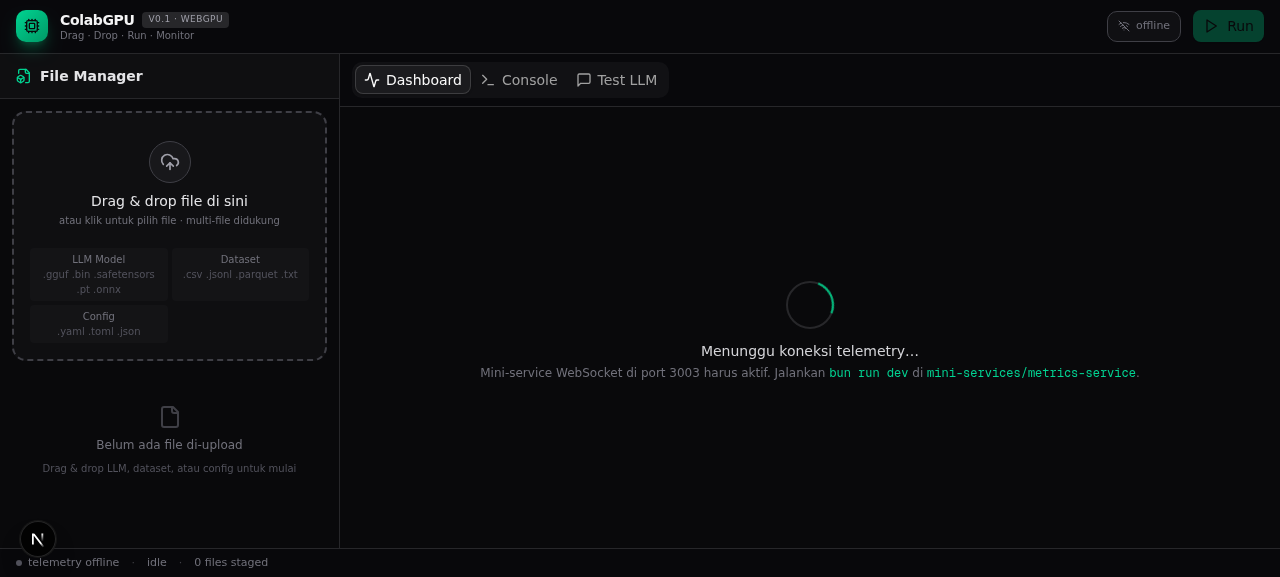 ColabGPU V0.1 · WEBGPU
Drag · Drop · Run · Monitor
offline
Run
File Manager
Drag & drop file di sini
atau klik untuk pilih file · multi-file didukung
LLM Model
.gguf .bin .safetensors
.pt .onnx
Dataset
.csv .jsonl .parquet .txt
Config
.yaml .toml .json
Belum ada file di-upload
Drag & drop LLM, dataset, atau config untuk mulai
Dashboard
Console
Test LLM
Menunggu koneksi telemetry...
Mini-service WebSocket di port 3003 harus aktif. Jalankan bun run dev di mini-services/metrics-service.
N
telemetry offline · idle · 0 files staged